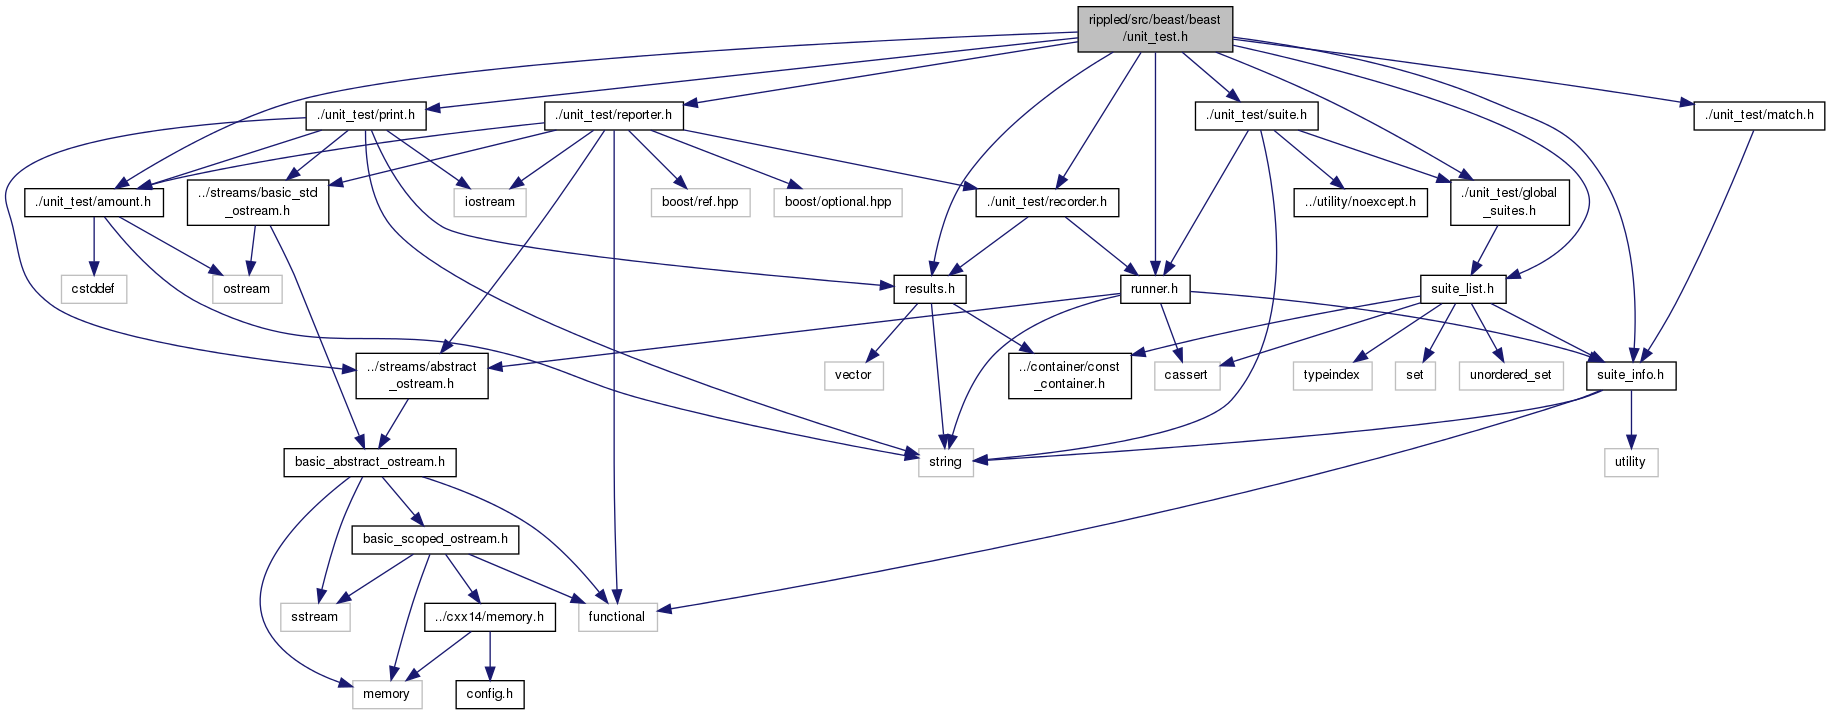 rippled/src/beast/beast
/unit_test.h
./unit_test/print.h
./unit_test/reporter.h
./unit_test/suite.h
./unit_test/match.h
./unit_test/amount.h
../streams/basic_std
_ostream.h
iostream
boost/ref.hpp
boost/optional.hpp
./unit_test/recorder.h
../utility/noexcept.h
./unit_test/global
_suites.h
cstddef
ostream
results.h
runner.h
suite_list.h
../streams/abstract
_ostream.h
vector
../container/const
_container.h
cassert
typeindex
set
unordered_set
suite_info.h
basic_abstract_ostream.h
string
utility
basic_scoped_ostream.h
sstream
../cxx14/memory.h
functional
memory
config.h